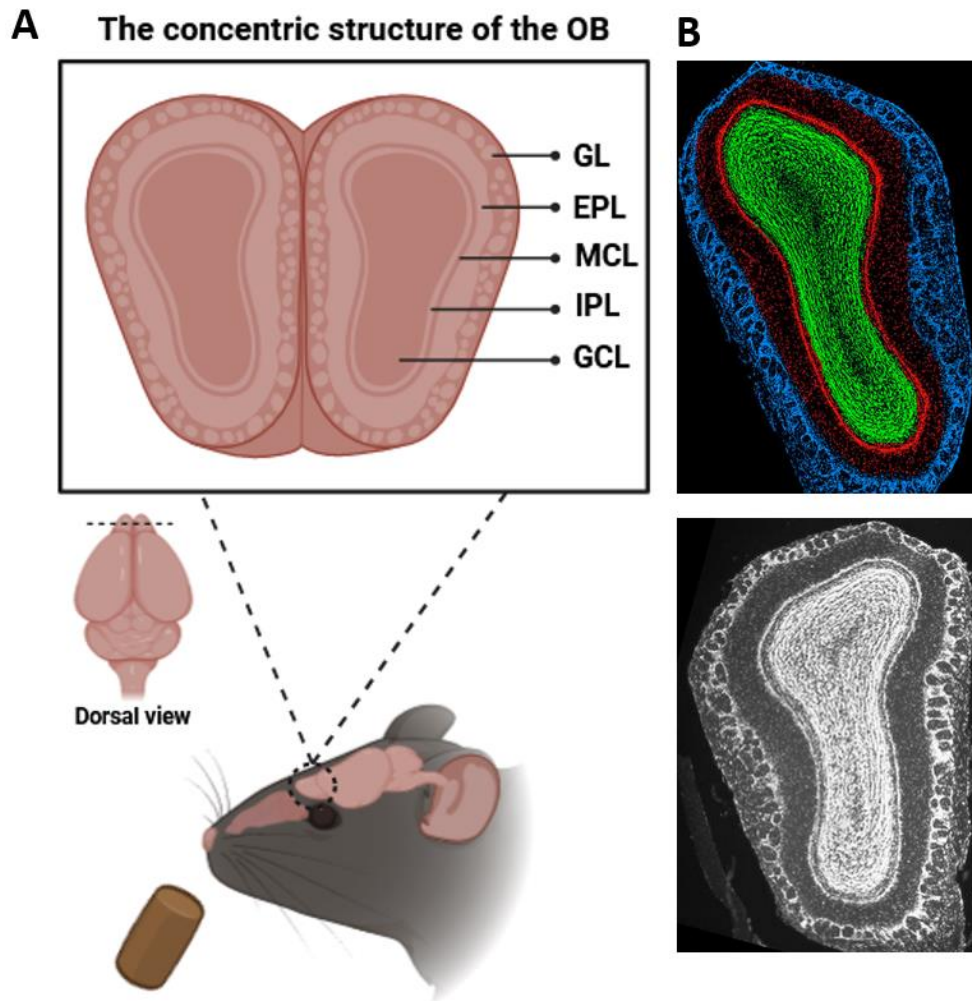 A
The concentric structure of the OB
GL
EPL
MCL
IPL
GCL
Dorsal view
B